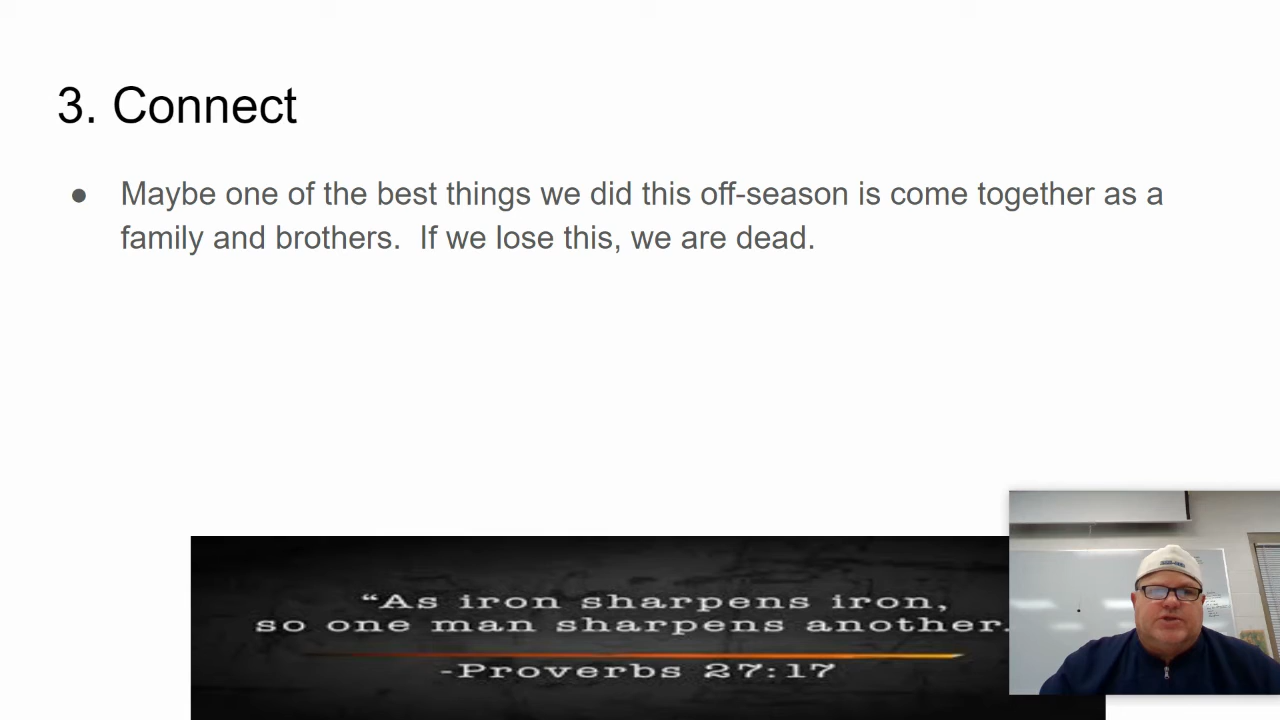 3. Connect
● Maybe one of the best things we did this off-season is come together as a
family and brothers.  If we lose this, we are dead.
“As iron sharpens iron,
so one man sharpens another.
-Proverbs 27:17